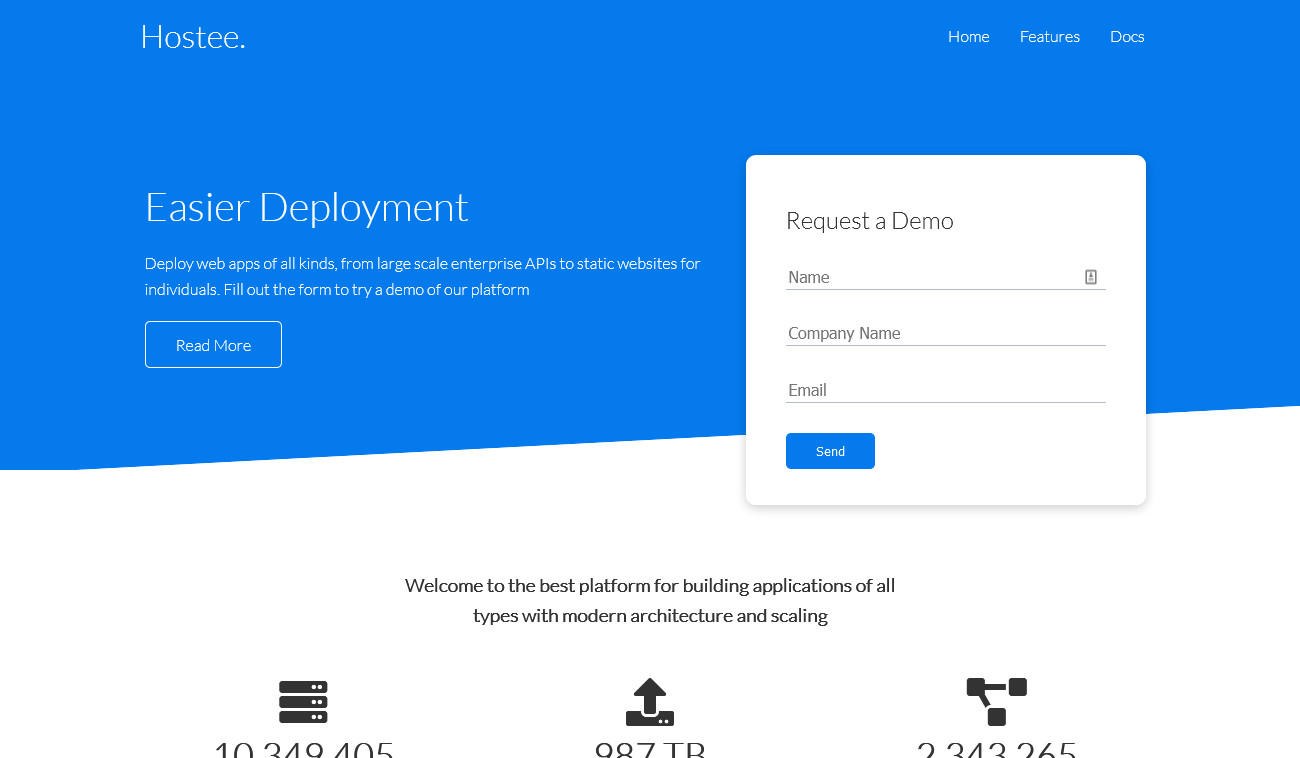 Hostee.
Home Features Docs
Easier Deployment
Deploy web apps of all kinds, from large scale enterprise APIs to static websites for
individuals. Fill out the form to try a demo of our platform
Read More
Request a Demo
Name
Company Name
Email
Send
Welcome to the best platform for building applications of all
types with modern architecture and scaling
10,349,405 987 TB 2,343,265